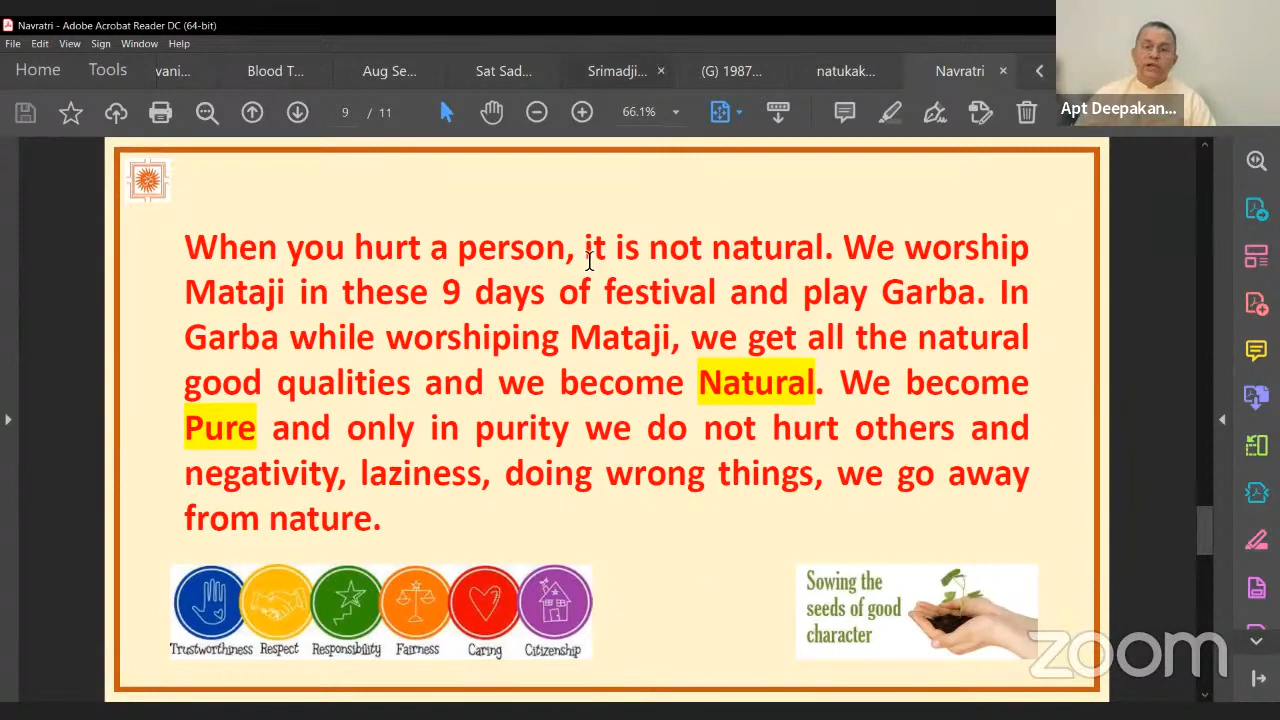 Navratri - Adobe Acrobat Reader DC (64-bit)
File Edit View Sign Window Help
Home Tools vani... Blood T... Aug Se... Sat Sad... Srimadji... × (G) 1987... natukak... Navratri ×
9 / 11 66.1%
Apt Deepakan...
When you hurt a person, it is not natural. We worship
Mataji in these 9 days of festival and play Garba. In
Garba while worshiping Mataji, we get all the natural
good qualities and we become Natural. We become
Pure and only in purity we do not hurt others and
negativity, laziness, doing wrong things, we go away
from nature.
Trustworthiness Respect Responsibility Fairness Caring Citizenship
Sowing the
seeds of good
character
zoom